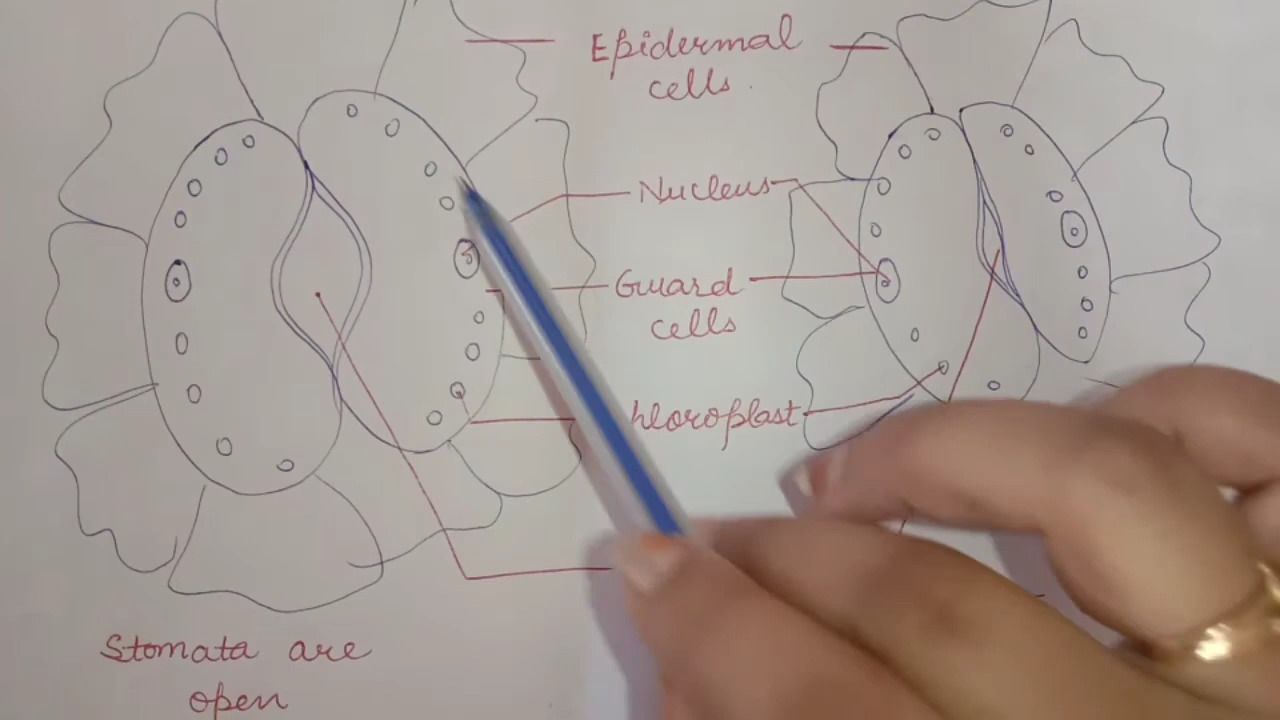 Epidermal
cells.
Nucleus
Guard
cells
hloroplast
Stomata are
open